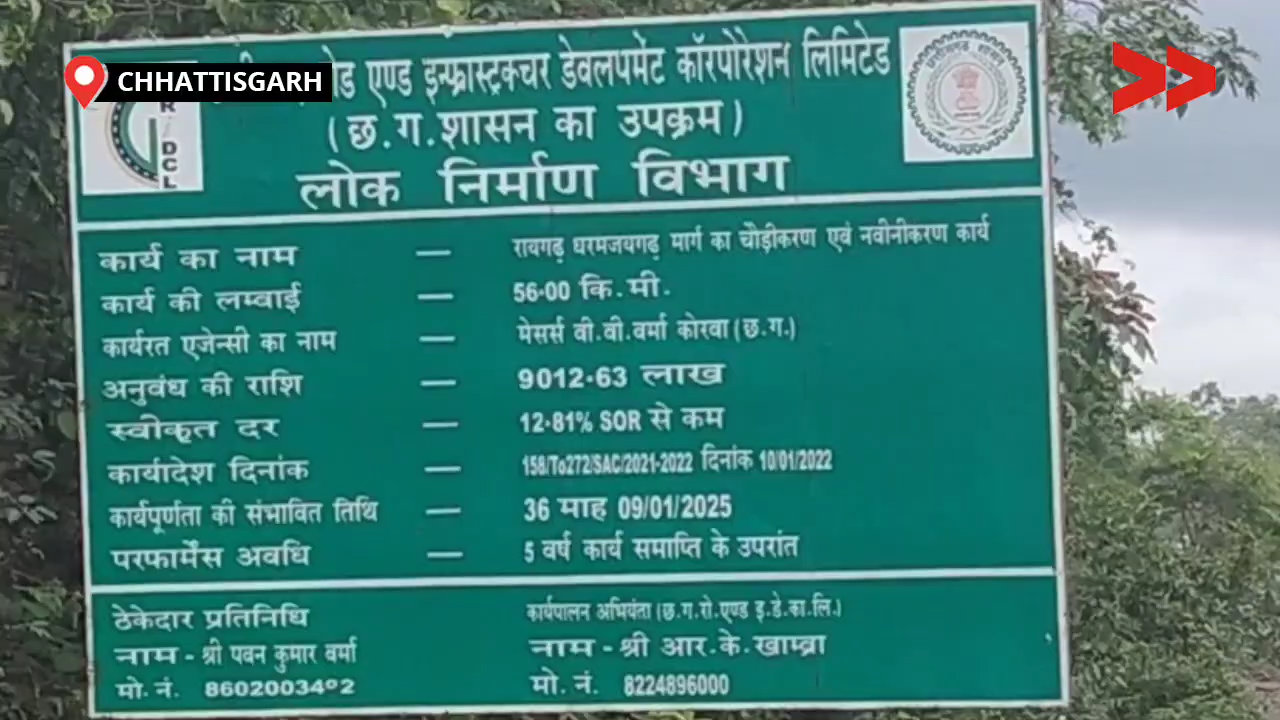 CHHATTISGARH
रोड एण्ड इन्फ्रास्ट्रक्चर डेवलपमेंट कॉरपोरेशन लिमिटेड
(छ.ग.शासन का उपक्रम)
लोक निर्माण विभाग
कार्य का नाम — रायगढ़ धरमजयगढ़ मार्ग का चौड़ीकरण एवं नवीनीकरण कार्य
कार्य की लम्वाई — 56·00 कि.मी.
कार्यरत एजेन्सी का नाम — मेसर्स वी.वी.वर्मा कोरवा (छ.ग.)
अनुवंध की राशि — 9012·63 लाख
स्वीकृत दर — 12·81% SOR से कम
कार्यादेश दिनांक — 158/To272/SAC/2021-2022 दिनांक 10/01/2022
कार्यपूर्णता की संभावित तिथि — 36 माह 09/01/2025
परफार्मेंस अवधि — 5 वर्ष कार्य समाप्ति के उपरांत
ठेकेदार प्रतिनिधि
नाम - श्री पवन कुमार वर्मा
मो. नं. 8602003402
कार्यपालन अभियंता (छ.ग.रो.एण्ड इ.डे.का.लि.)
नाम - श्री आर.के.खाम्ब्रा
मो. नं. 8224896000